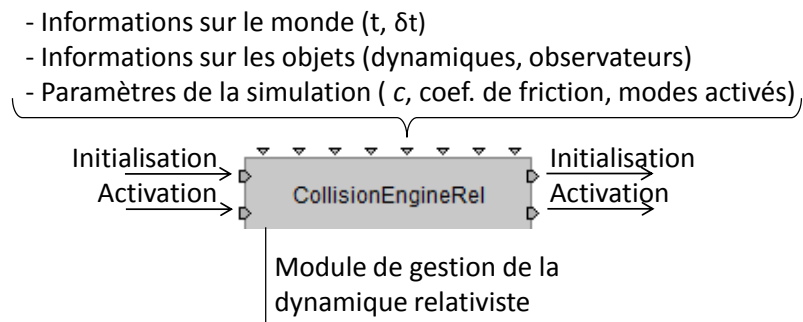 - Informations sur le monde (t, δt)
- Informations sur les objets (dynamiques, observateurs)
- Paramètres de la simulation ( c, coef. de friction, modes activés)
Initialisation
Initialisation
Activation
CollisionEngineRel
Activation
Module de gestion de la
dynamique relativiste